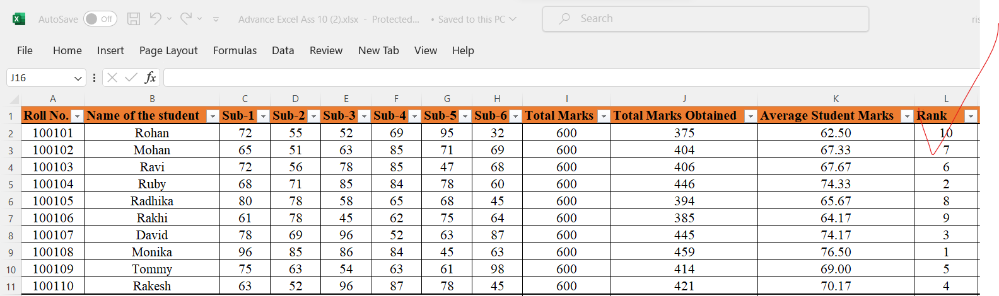 AutoSave Off Advance Excel Ass 10 (2).xlsx - Protected... • Saved to this PC Search ris
File Home Insert Page Layout Formulas Data Review New Tab View Help
J16 fx
A B C D E F G H I J K L
1 Roll No. Name of the student Sub-1 Sub-2 Sub-3 Sub-4 Sub-5 Sub-6 Total Marks Total Marks Obtained Average Student Marks Rank
2 100101 Rohan 72 55 52 69 95 32 600 375 62.50 10
3 100102 Mohan 65 51 63 85 71 69 600 404 67.33 7
4 100103 Ravi 72 56 78 85 47 68 600 406 67.67 6
5 100104 Ruby 68 71 85 84 78 60 600 446 74.33 2
6 100105 Radhika 80 78 58 65 68 45 600 394 65.67 8
7 100106 Rakhi 61 78 45 62 75 64 600 385 64.17 9
8 100107 David 78 69 96 52 63 87 600 445 74.17 3
9 100108 Monika 96 85 86 84 45 63 600 459 76.50 1
10 100109 Tommy 75 63 54 63 61 98 600 414 69.00 5
11 100110 Rakesh 63 52 96 87 78 45 600 421 70.17 4